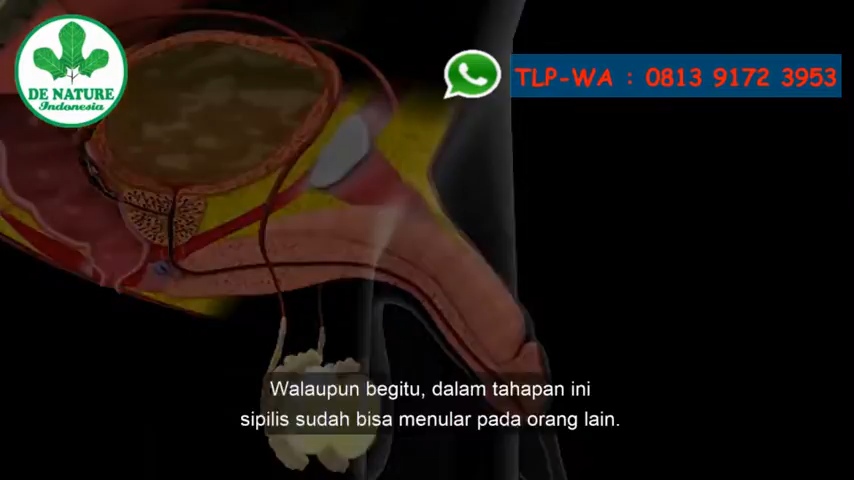 DE NATURE
Indonesia
TLP-WA : 0813 9172 3953
Walaupun begitu, dalam tahapan ini
sipilis sudah bisa menular pada orang lain.